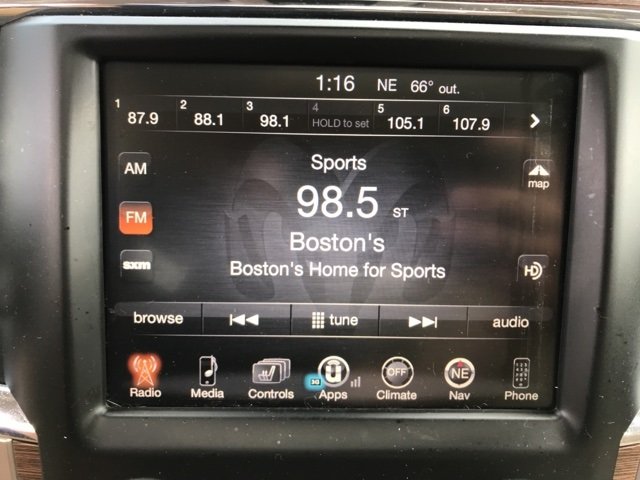 1:16 NE 66° out.
1 2 3 4 5 6
87.9 88.1 98.1 HOLD to set 105.1 107.9
AM Sports
map
98.5 ST
FM
Boston's
sxm Boston's Home for Sports HD
browse tune audio
OFF NE
3G U
Radio Media Controls Apps Climate Nav Phone